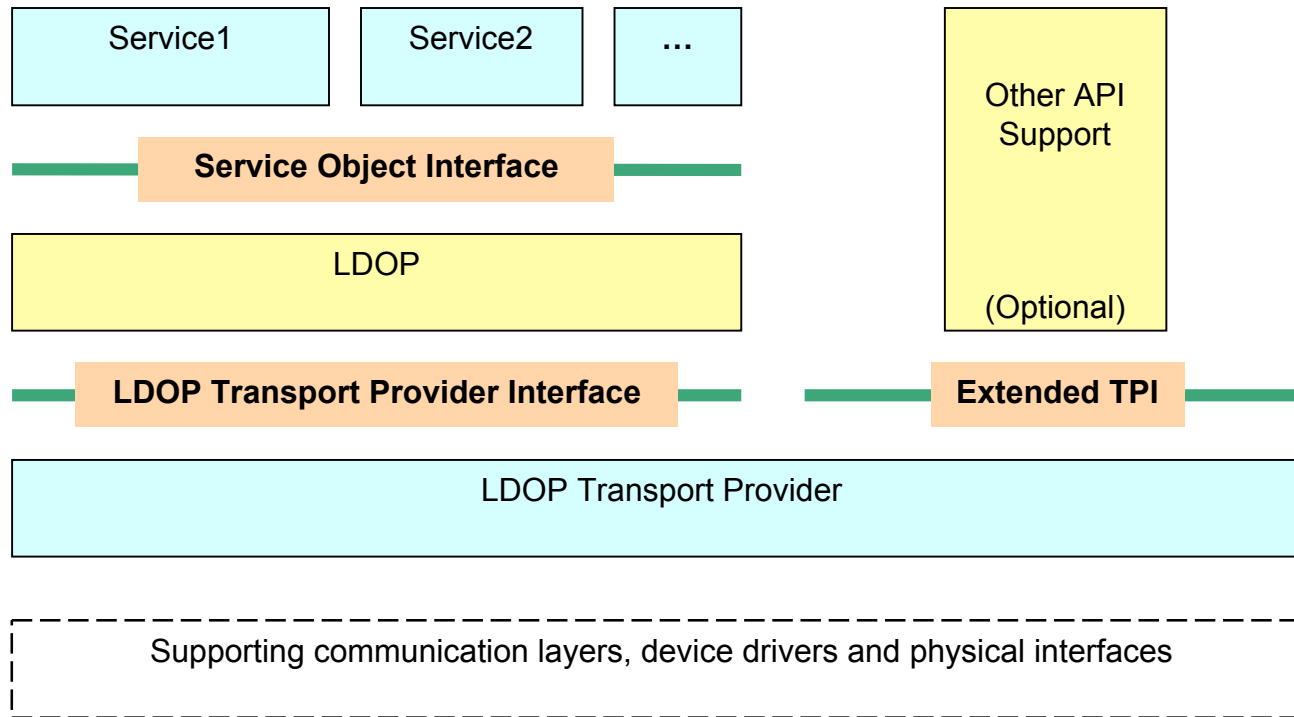 Service1
Service2
...
Other API
Support
(Optional)
Service Object Interface
LDOP
LDOP Transport Provider Interface
Extended TPI
LDOP Transport Provider
Supporting communication layers, device drivers and physical interfaces